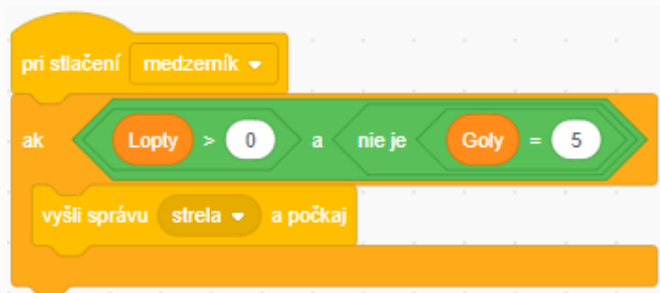 pri stlačení medzerník
ak Lopty > 0 a nie je Goly = 5
vyšli správu strela a počkaj